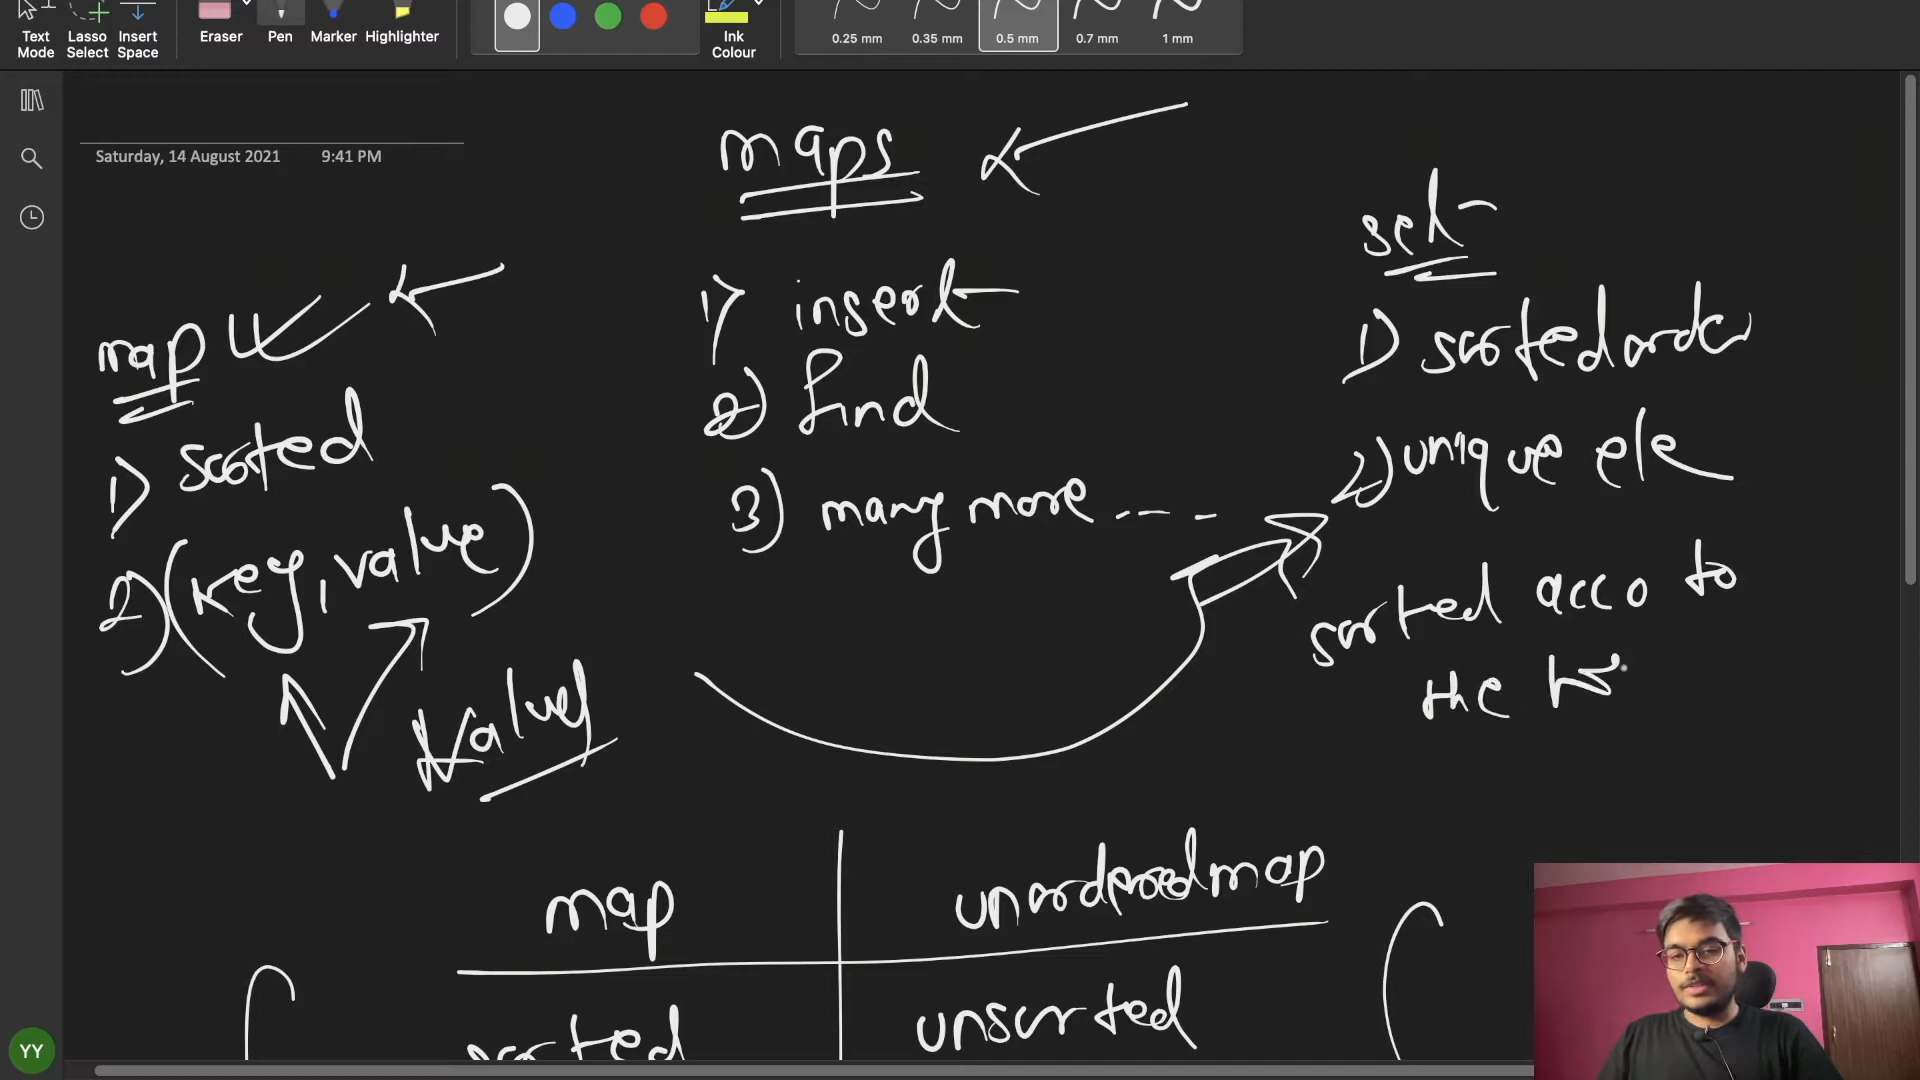 Text Mode
Lasso Select
Insert Space
Eraser
Pen
Marker
Highlighter
Ink Colour
0.25 mm
0.35 mm
0.5 mm
0.7 mm
1 mm
Saturday, 14 August 2021 9:41 PM
maps
1) insert
2) find
3) many more ----
map
1) sorted
2) (key, value)
values
set
1) sorted order
2) unique ele
sorted acco to
the
map
unordered map
sorted
unsorted
YY